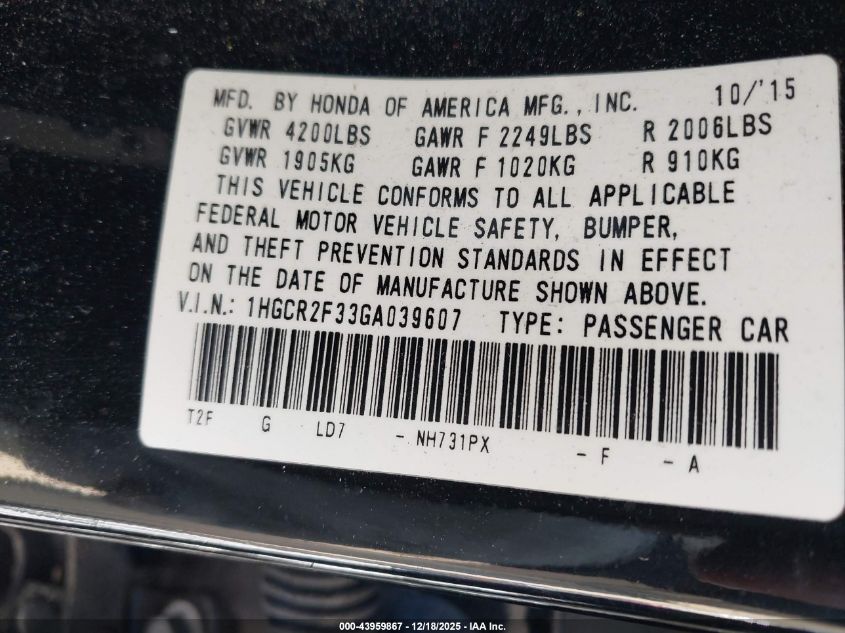 MFD. BY HONDA OF AMERICA MFG., INC. 10/'15
GVWR 4200LBS GAWR F 2249LBS R 2006LBS
GVWR 1905KG GAWR F 1020KG R 910KG
THIS VEHICLE CONFORMS TO ALL APPLICABLE
FEDERAL MOTOR VEHICLE SAFETY, BUMPER,
AND THEFT PREVENTION STANDARDS IN EFFECT
ON THE DATE OF MANUFACTURE SHOWN ABOVE.
V.I.N.: 1HGCR2F33GA039607 TYPE: PASSENGER CAR
T2F G LD7 - NH731PX - F - A
000-43959867 - 12/18/2025 - IAA Inc.